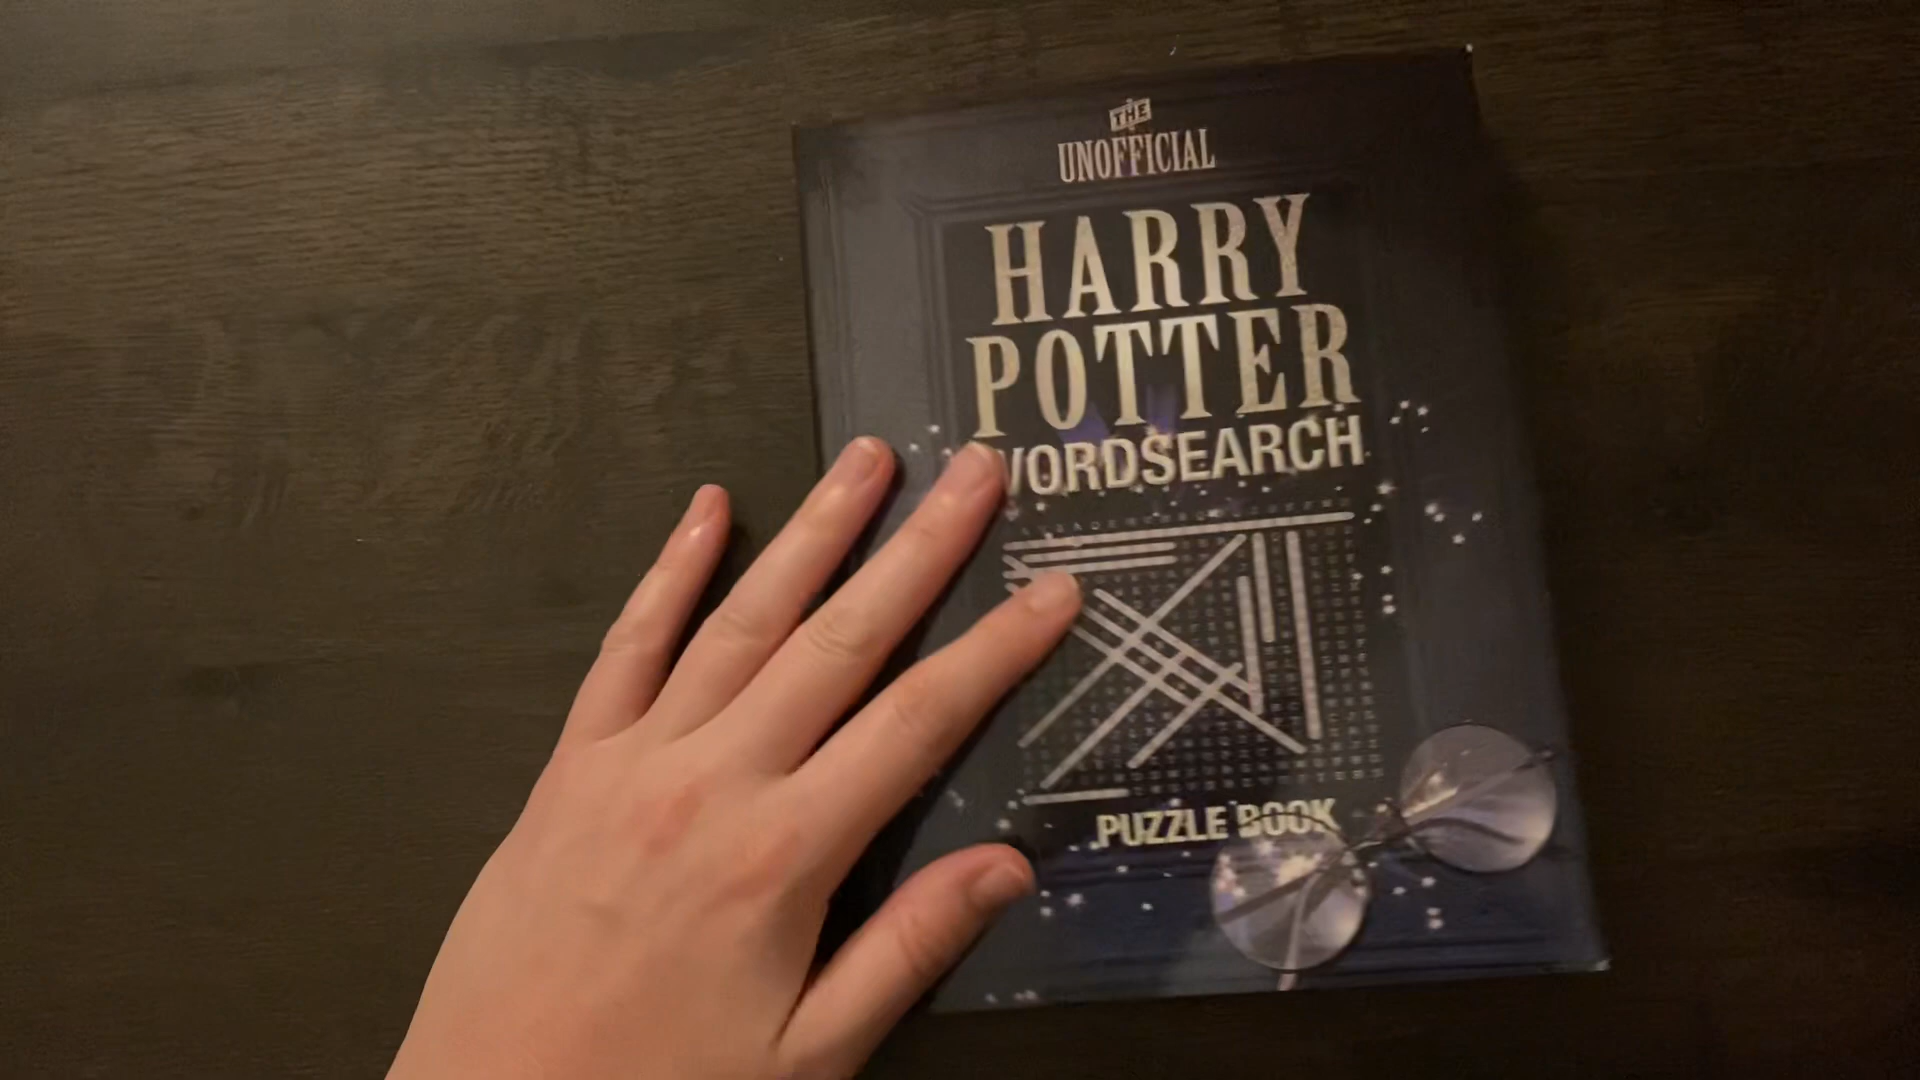 THE
UNOFFICIAL
HARRY
POTTER
WORDSEARCH
PUZZLE BOOK